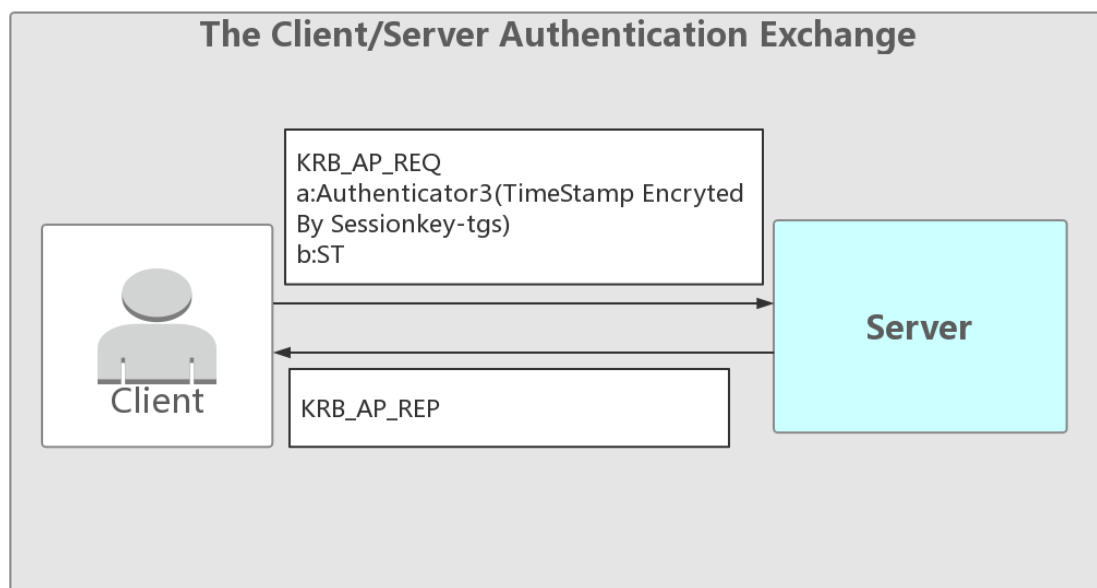 The Client/Server Authentication Exchange
KRB_AP_REQ
a:Authenticator3(TimeStamp Encryted
By Sessionkey-tgs)
b:ST
Client
Server
KRB_AP_REP